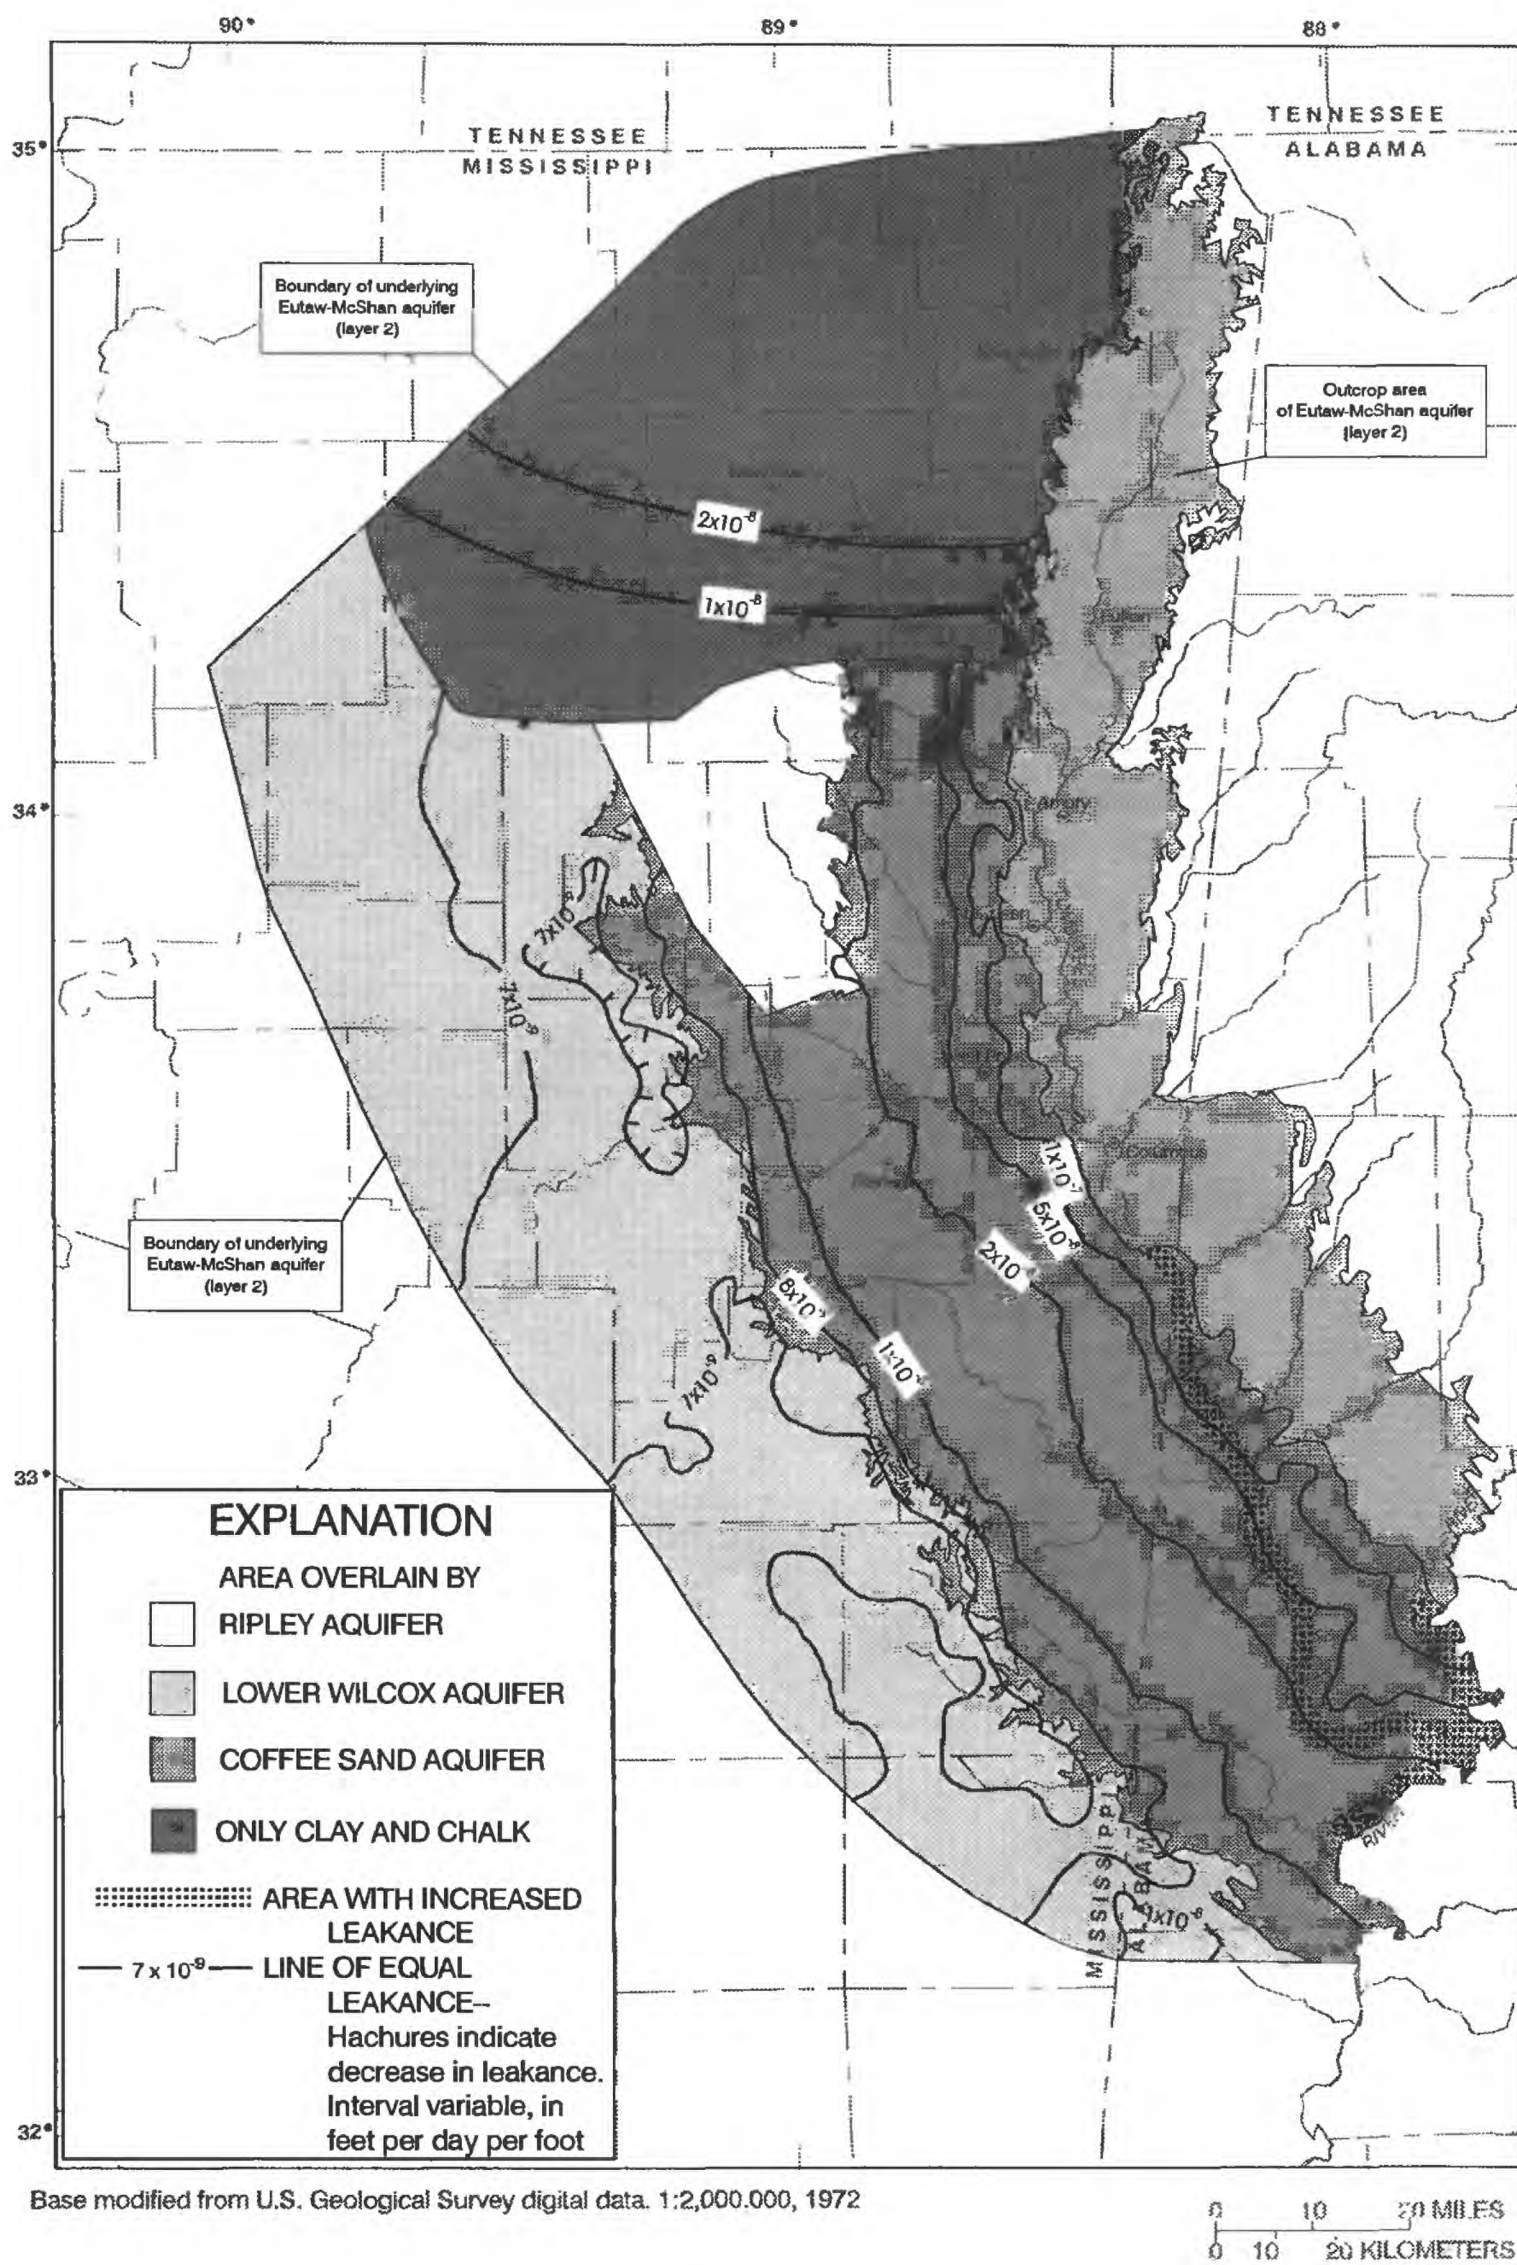 90°
89°
88°
TENNESSEE
MISSISSIPPI
TENNESSEE
ALABAMA
35°
Boundary of underlying
Eutaw-McShan aquifer
(layer 2)
Outcrop area
of Eutaw-McShan aquifer
(layer 2)
2x10⁻⁸
1x10⁻⁸
Fulton
34°
Amory
7x10⁻⁹
7x10⁻⁹
Columbus
1x10⁻⁷
5x10⁻⁸
2x10
Boundary of underlying
Eutaw-McShan aquifer
(layer 2)
8x10⁻⁹
1x10
7x10⁻⁹
33°
EXPLANATION
AREA OVERLAIN BY
RIPLEY AQUIFER
LOWER WILCOX AQUIFER
COFFEE SAND AQUIFER
ONLY CLAY AND CHALK
AREA WITH INCREASED
LEAKANCE
7 x 10⁻⁹ LINE OF EQUAL
LEAKANCE--
Hachures indicate
decrease in leakance.
Interval variable, in
feet per day per foot
MISSISSIPPI
ALABAMA
1x10⁻⁸
RIVER
32°
Base modified from U.S. Geological Survey digital data. 1:2,000.000, 1972
0 10 20 MILES
0 10 20 KILOMETERS